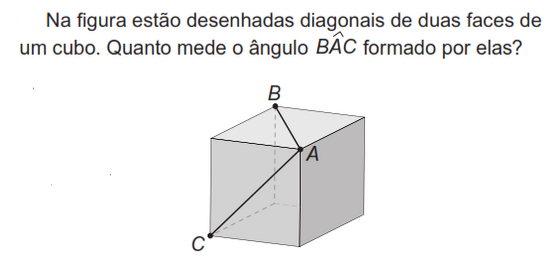 Na figura estão desenhadas diagonais de duas faces de
um cubo. Quanto mede o ângulo BÂC formado por elas?
B
A
C